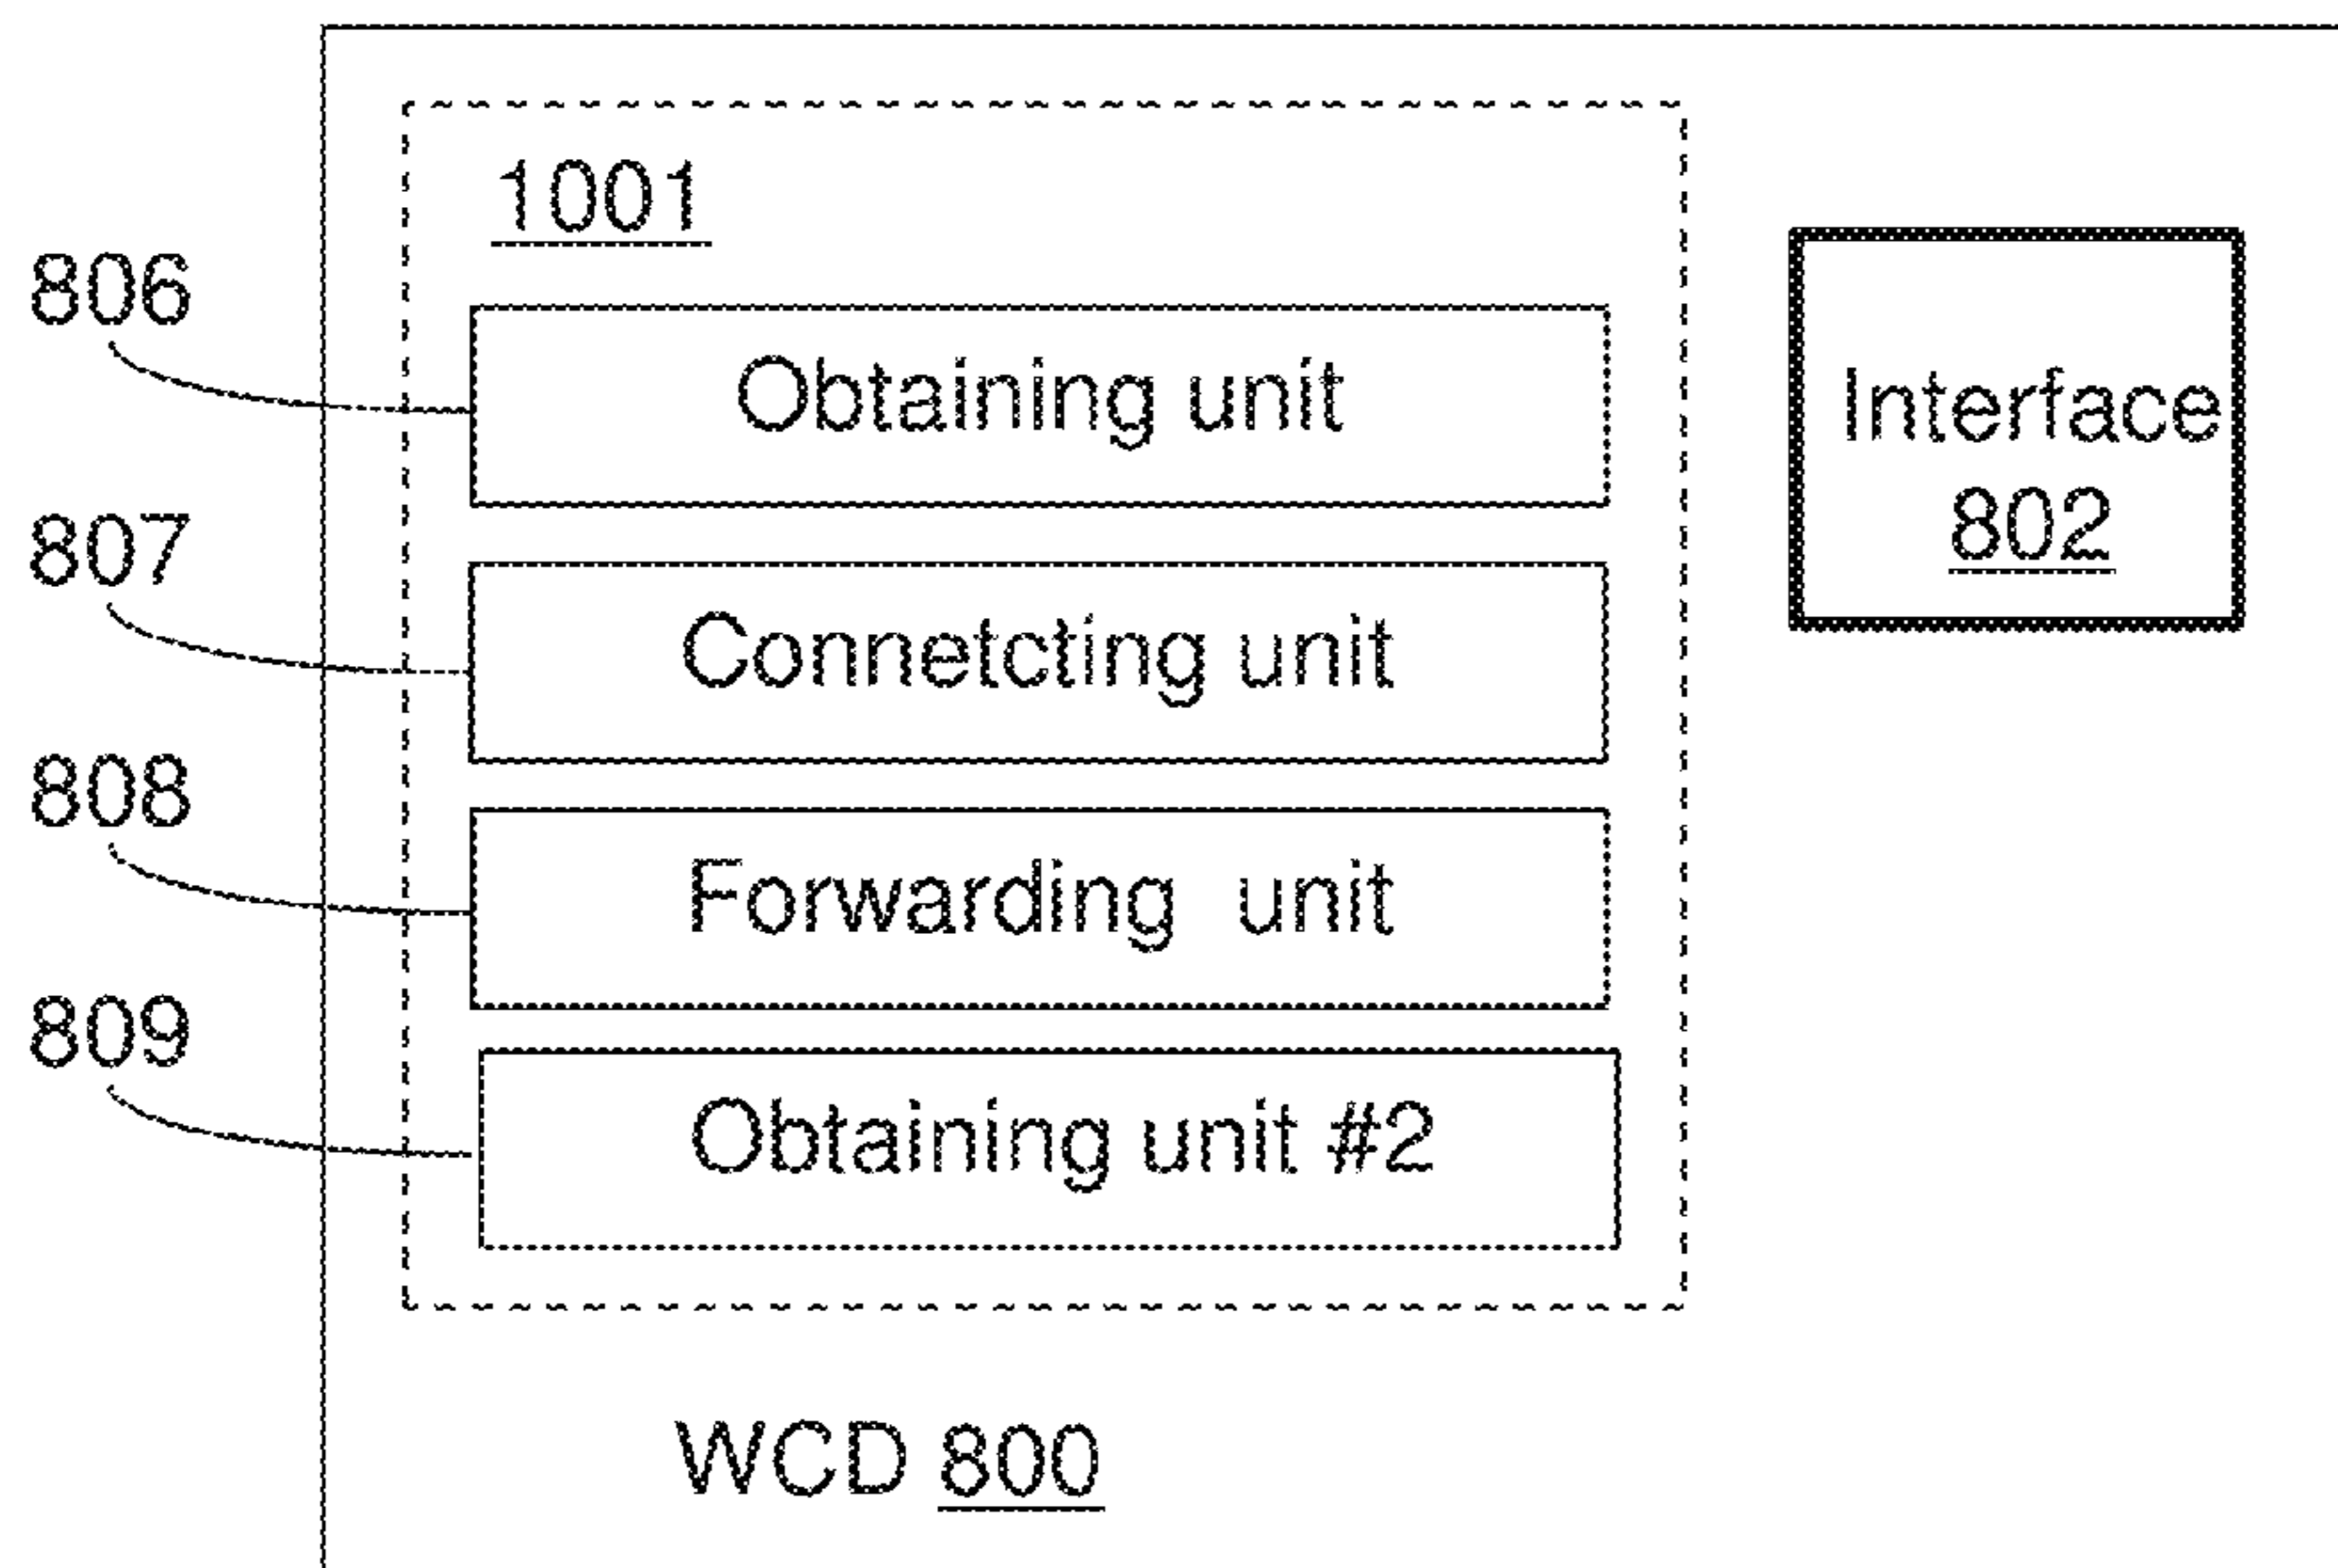 1001
806
Obtaining unit
Interface
802
807
Connetcting unit
808
Forwarding unit
809
Obtaining unit #2
WCD 800